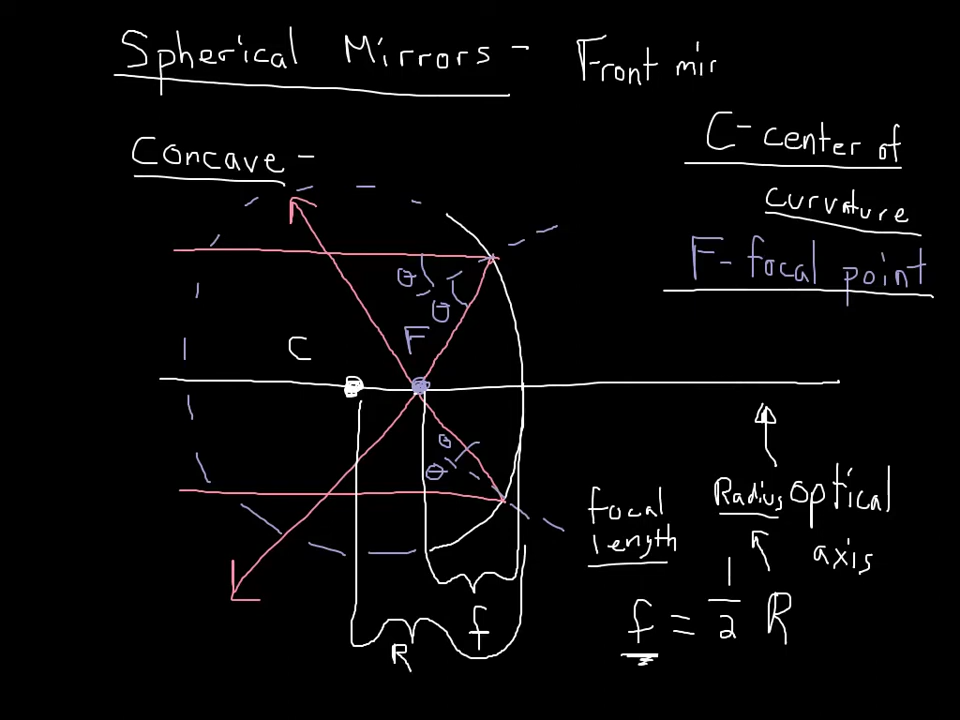 Spherical Mirrors - Front mir
C- center of
curvature
F- focal point
Concave -
θ
θ
F
C
θ
θ
focal
length
Radius
optical
axis
f = 1/2 R
f
R